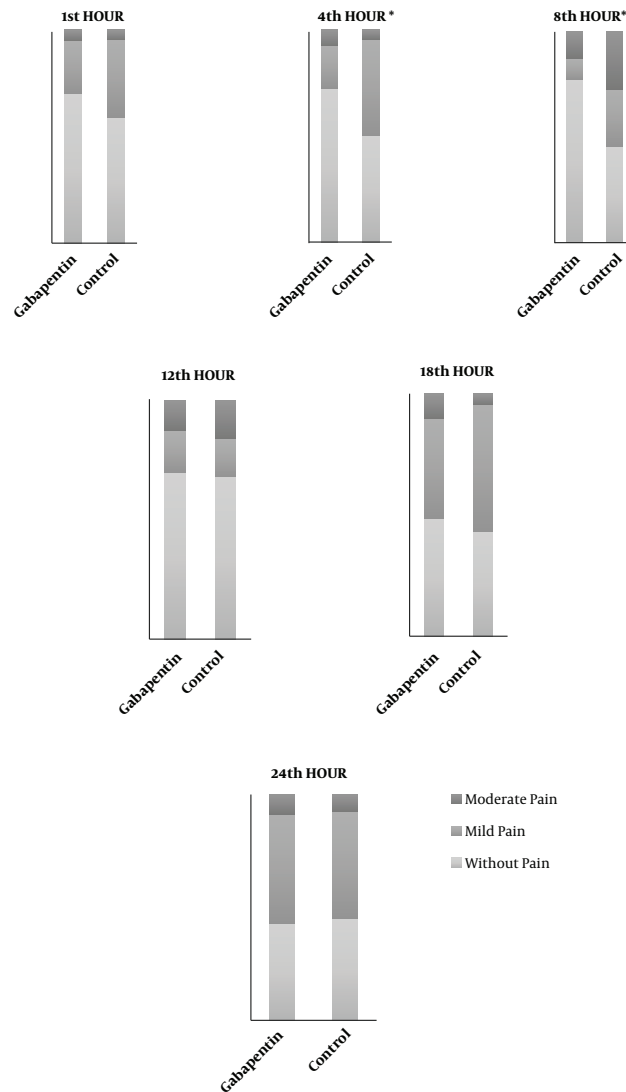 1st HOUR
4th HOUR *
8th HOUR*
Gabapentin
Control
Gabapentin
Control
Gabapentin
Control
12th HOUR
18th HOUR
Gabapentin
Control
Gabapentin
Control
24th HOUR
Moderate Pain
Mild Pain
Without Pain
Gabapentin
Control